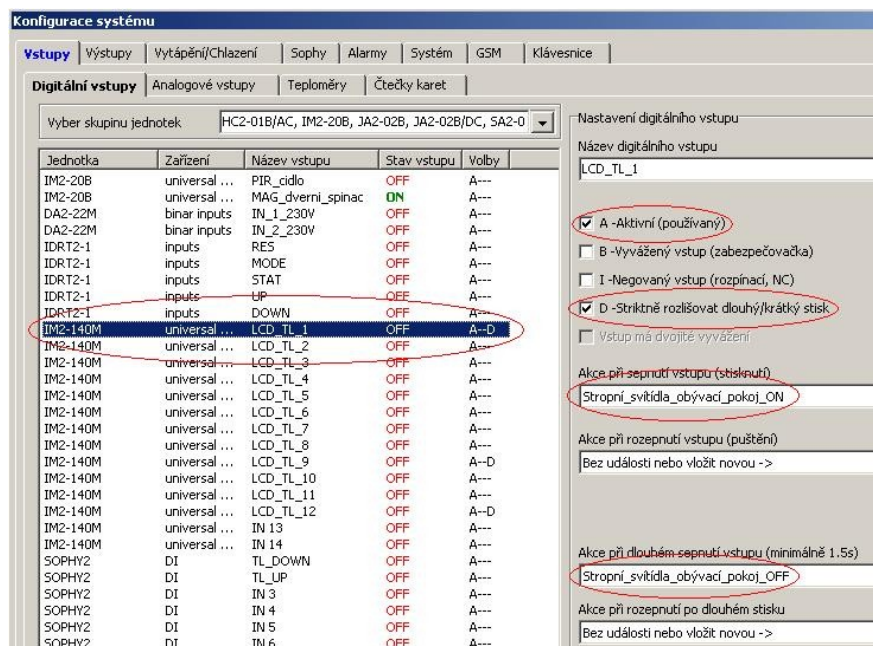 Konfigurace systému
Vstupy Výstupy Vytápění/Chlazení Sophy Alarmy Systém GSM Klávesnice
Digitální vstupy Analogové vstupy Teploměry Čtečky karet
Vyber skupinu jednotek HC2-01B/AC, IM2-20B, JA2-02B, JA2-02B/DC, SA2-0
Jednotka Zařízení Název vstupu Stav vstupu Volby
IM2-20B universal ... PIR_cidlo OFF A---
IM2-20B universal ... MAG_dverni_spinac ON A---
DA2-22M binar inputs IN_1_230V OFF A---
DA2-22M binar inputs IN_2_230V OFF A---
IDRT2-1 inputs RES OFF A---
IDRT2-1 inputs MODE OFF A---
IDRT2-1 inputs STAT OFF A---
IDRT2-1 inputs UP OFF A---
IDRT2-1 inputs DOWN OFF A---
IM2-140M universal ... LCD_TL_1 OFF A--D
IM2-140M universal ... LCD_TL_2 OFF A---
IM2-140M universal ... LCD_TL_3 OFF A---
IM2-140M universal ... LCD_TL_4 OFF A---
IM2-140M universal ... LCD_TL_5 OFF A---
IM2-140M universal ... LCD_TL_6 OFF A---
IM2-140M universal ... LCD_TL_7 OFF A---
IM2-140M universal ... LCD_TL_8 OFF A---
IM2-140M universal ... LCD_TL_9 OFF A--D
IM2-140M universal ... LCD_TL_10 OFF A---
IM2-140M universal ... LCD_TL_11 OFF A---
IM2-140M universal ... LCD_TL_12 OFF A--D
IM2-140M universal ... IN 13 OFF A---
IM2-140M universal ... IN 14 OFF A---
SOPHY2 DI TL_DOWN OFF A---
SOPHY2 DI TL_UP OFF A---
SOPHY2 DI IN 3 OFF A---
SOPHY2 DI IN 4 OFF A---
SOPHY2 DI IN 5 OFF A---
SOPHY2 DI IN 6 OFF A---
Nastavení digitálního vstupu
Název digitálního vstupu
LCD_TL_1
A -Aktivní (používaný)
B -Vyvážený vstup (zabezpečovačka)
I -Negovaný vstup (rozpínací, NC)
D -Striktně rozlišovat dlouhý/krátký stisk
Vstup má dvojité vyvážení
Akce při sepnutí vstupu (stisknutí)
Stropní_svítidla_obývací_pokoj_ON
Akce při rozepnutí vstupu (puštění)
Bez události nebo vložit novou ->
Akce při dlouhém sepnutí vstupu (minimálně 1.5s)
Stropní_svítidla_obývací_pokoj_OFF
Akce při rozepnutí po dlouhém stisku
Bez události nebo vložit novou ->